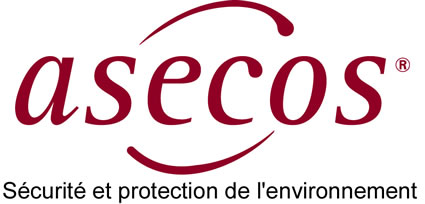 asecos®
Sécurité et protection de l'environnement